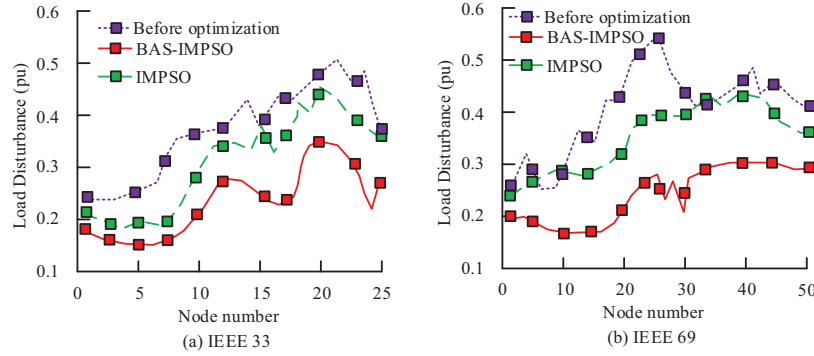 Load Disturbance (pu)
0.6
0.5
0.4
0.3
0.2
0.1
Before optimization
BAS-IMPSO
IMPSO
0 5 10 15 20 25
Node number
(a) IEEE 33
Load Disturbance (pu)
0.6
0.5
0.4
0.3
0.2
0.1
Before optimization
BAS-IMPSO
IMPSO
0 10 20 30 40 50
Node number
(b) IEEE 69